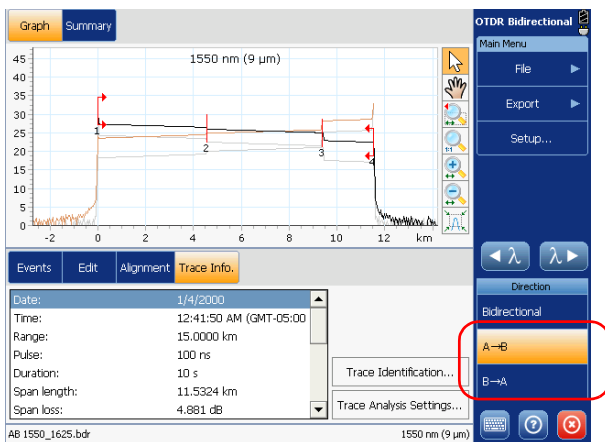 Graph Summary
OTDR Bidirectional
Main Menu
File
Export
Setup...
1550 nm (9 µm)
45
40
35
30
25
20
15
10
5
0
1
2
3
4
-2 0 2 4 6 8 10 12 km
1:1
λ λ
Direction
Bidirectional
A→B
B→A
Events Edit Alignment Trace Info.
Date: 1/4/2000
Time: 12:41:50 AM (GMT-05:00
Range: 15.0000 km
Pulse: 100 ns
Duration: 10 s
Span length: 11.5324 km
Span loss: 4.881 dB
Trace Identification...
Trace Analysis Settings...
AB 1550_1625.bdr 1550 nm (9 µm)